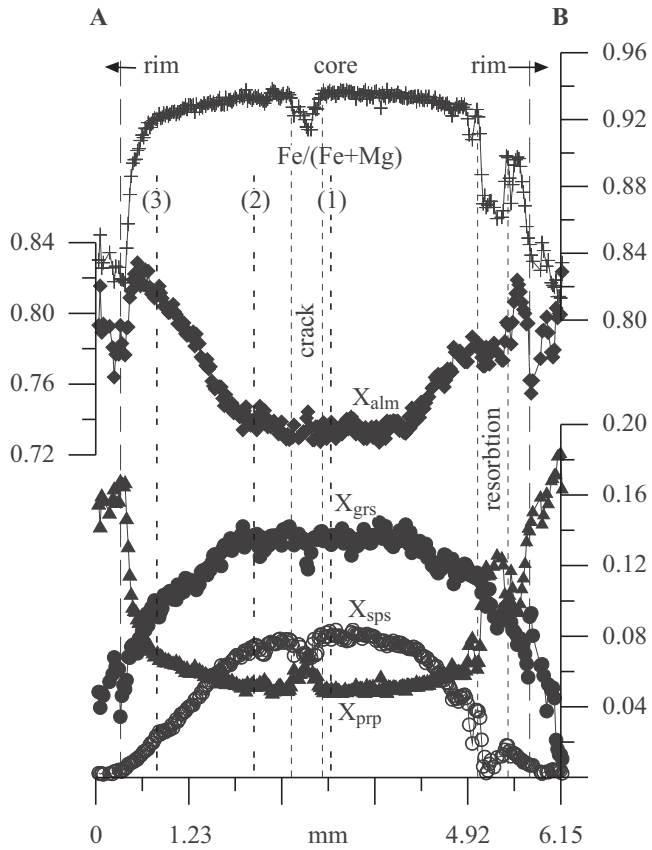 A B
0.96
rim core rim
0.92
Fe/(Fe+Mg)
(3) (2) (1)
0.88
0.84 0.84
0.80 0.80
crack
0.76
Xalm
0.72
resorbtion
0.20
Xgrs
0.16
0.12
Xsps
0.08
Xprp
0.04
0 1.23 mm 4.92 6.15